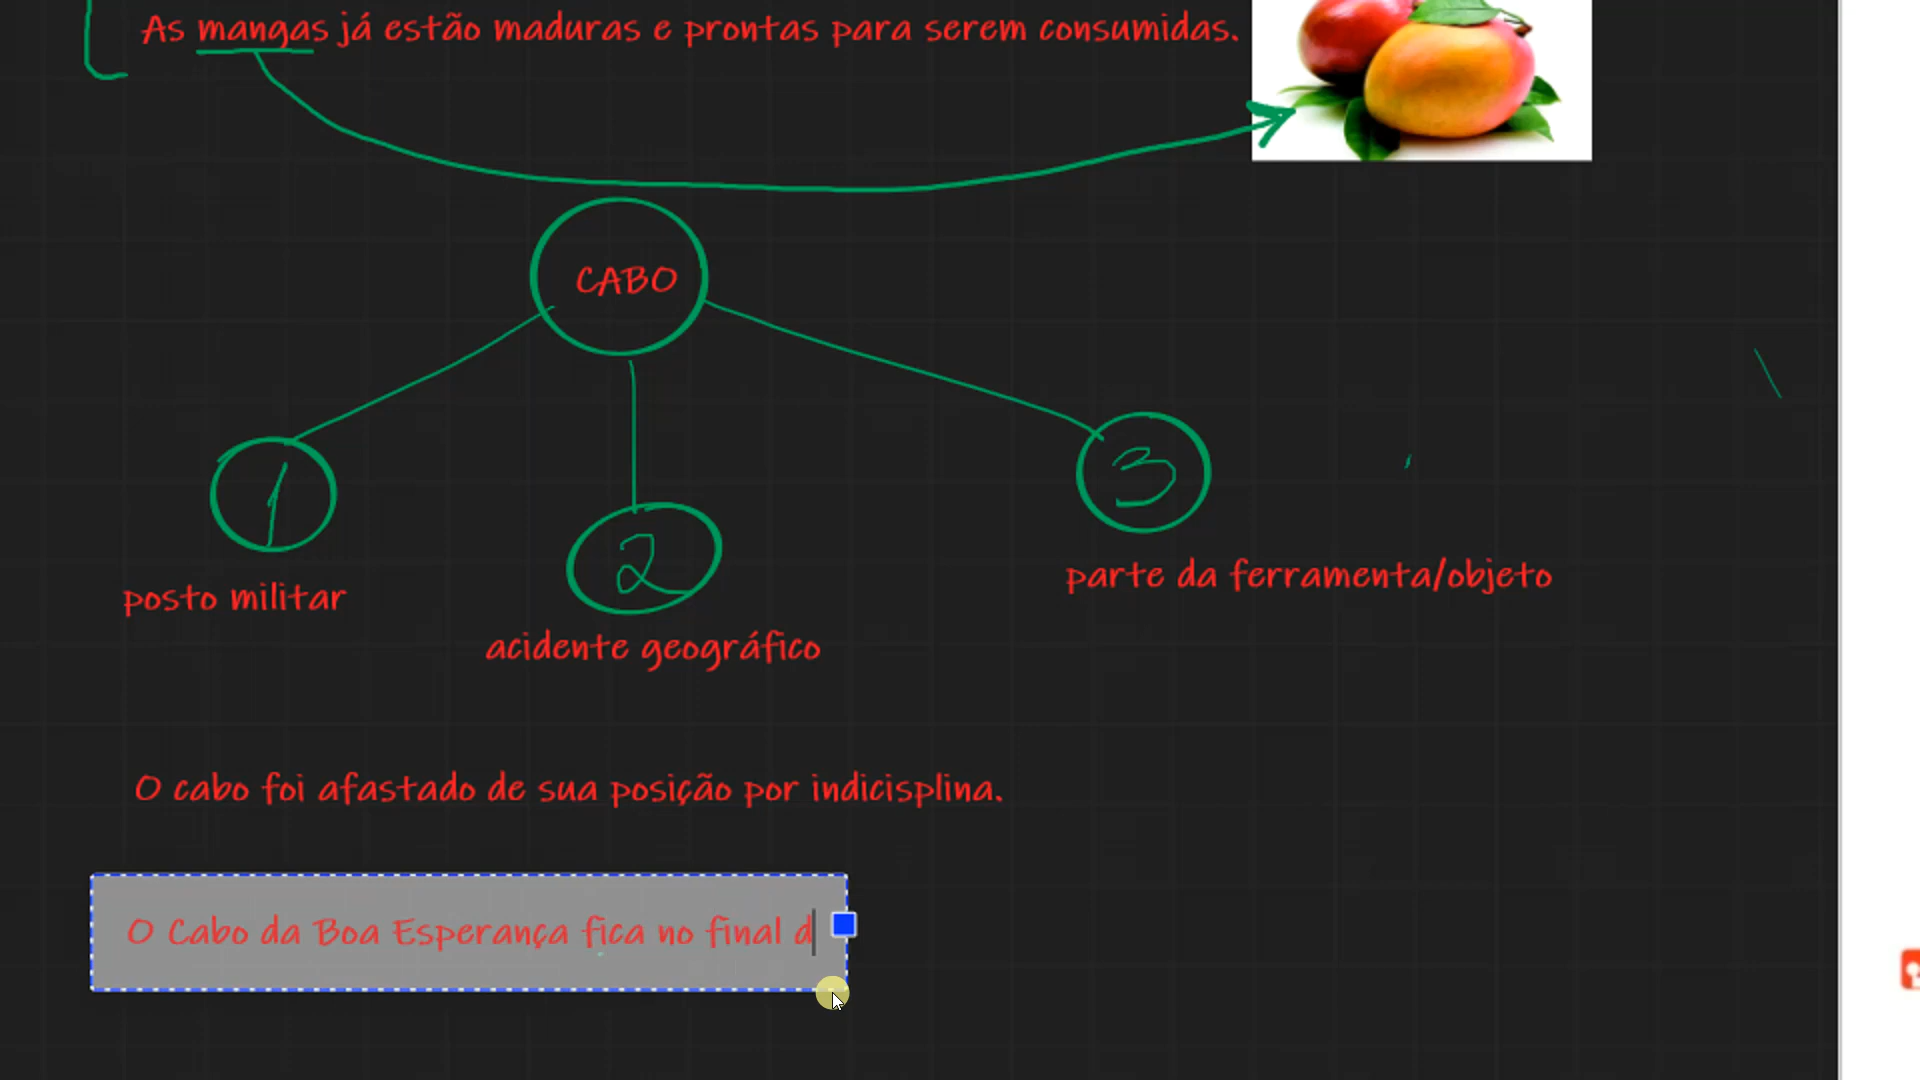 As mangas já estão maduras e prontas para serem consumidas.
CABO
1
2
3
posto militar
acidente geográfico
parte da ferramenta/objeto
O cabo foi afastado de sua posição por indicisplina.
O Cabo da Boa Esperança fica no final d